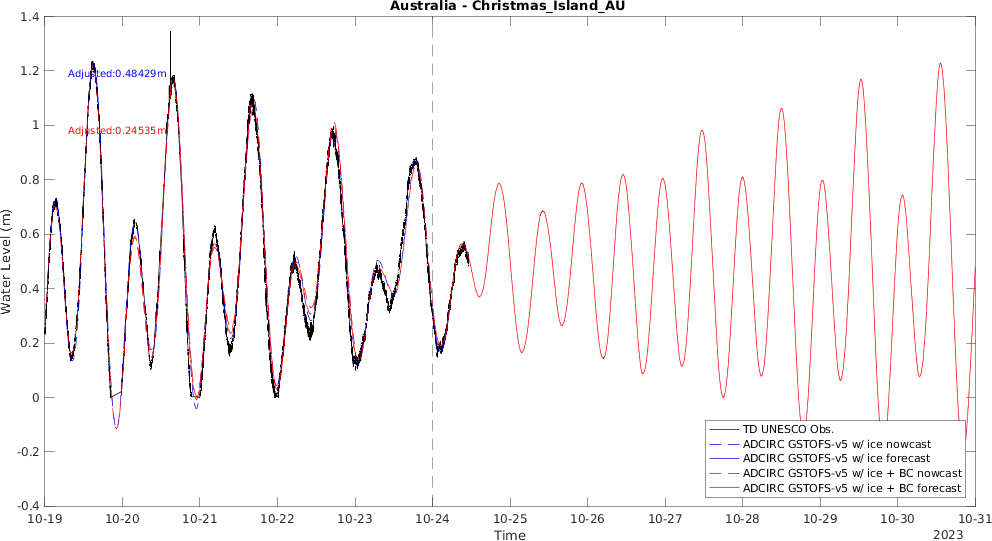 Australia - Christmas_Island_AU
1.4
1.2
1
0.8
0.6
0.4
0.2
0
-0.2
-0.4
Water Level (m)
Adjusted:0.48429m
Adjusted:0.24535m
TD UNESCO Obs.
ADCIRC GSTOFS-v5 w/ ice nowcast
ADCIRC GSTOFS-v5 w/ ice forecast
ADCIRC GSTOFS-v5 w/ ice + BC nowcast
ADCIRC GSTOFS-v5 w/ ice + BC forecast
10-19 10-20 10-21 10-22 10-23 10-24 10-25 10-26 10-27 10-28 10-29 10-30 10-31
Time
2023